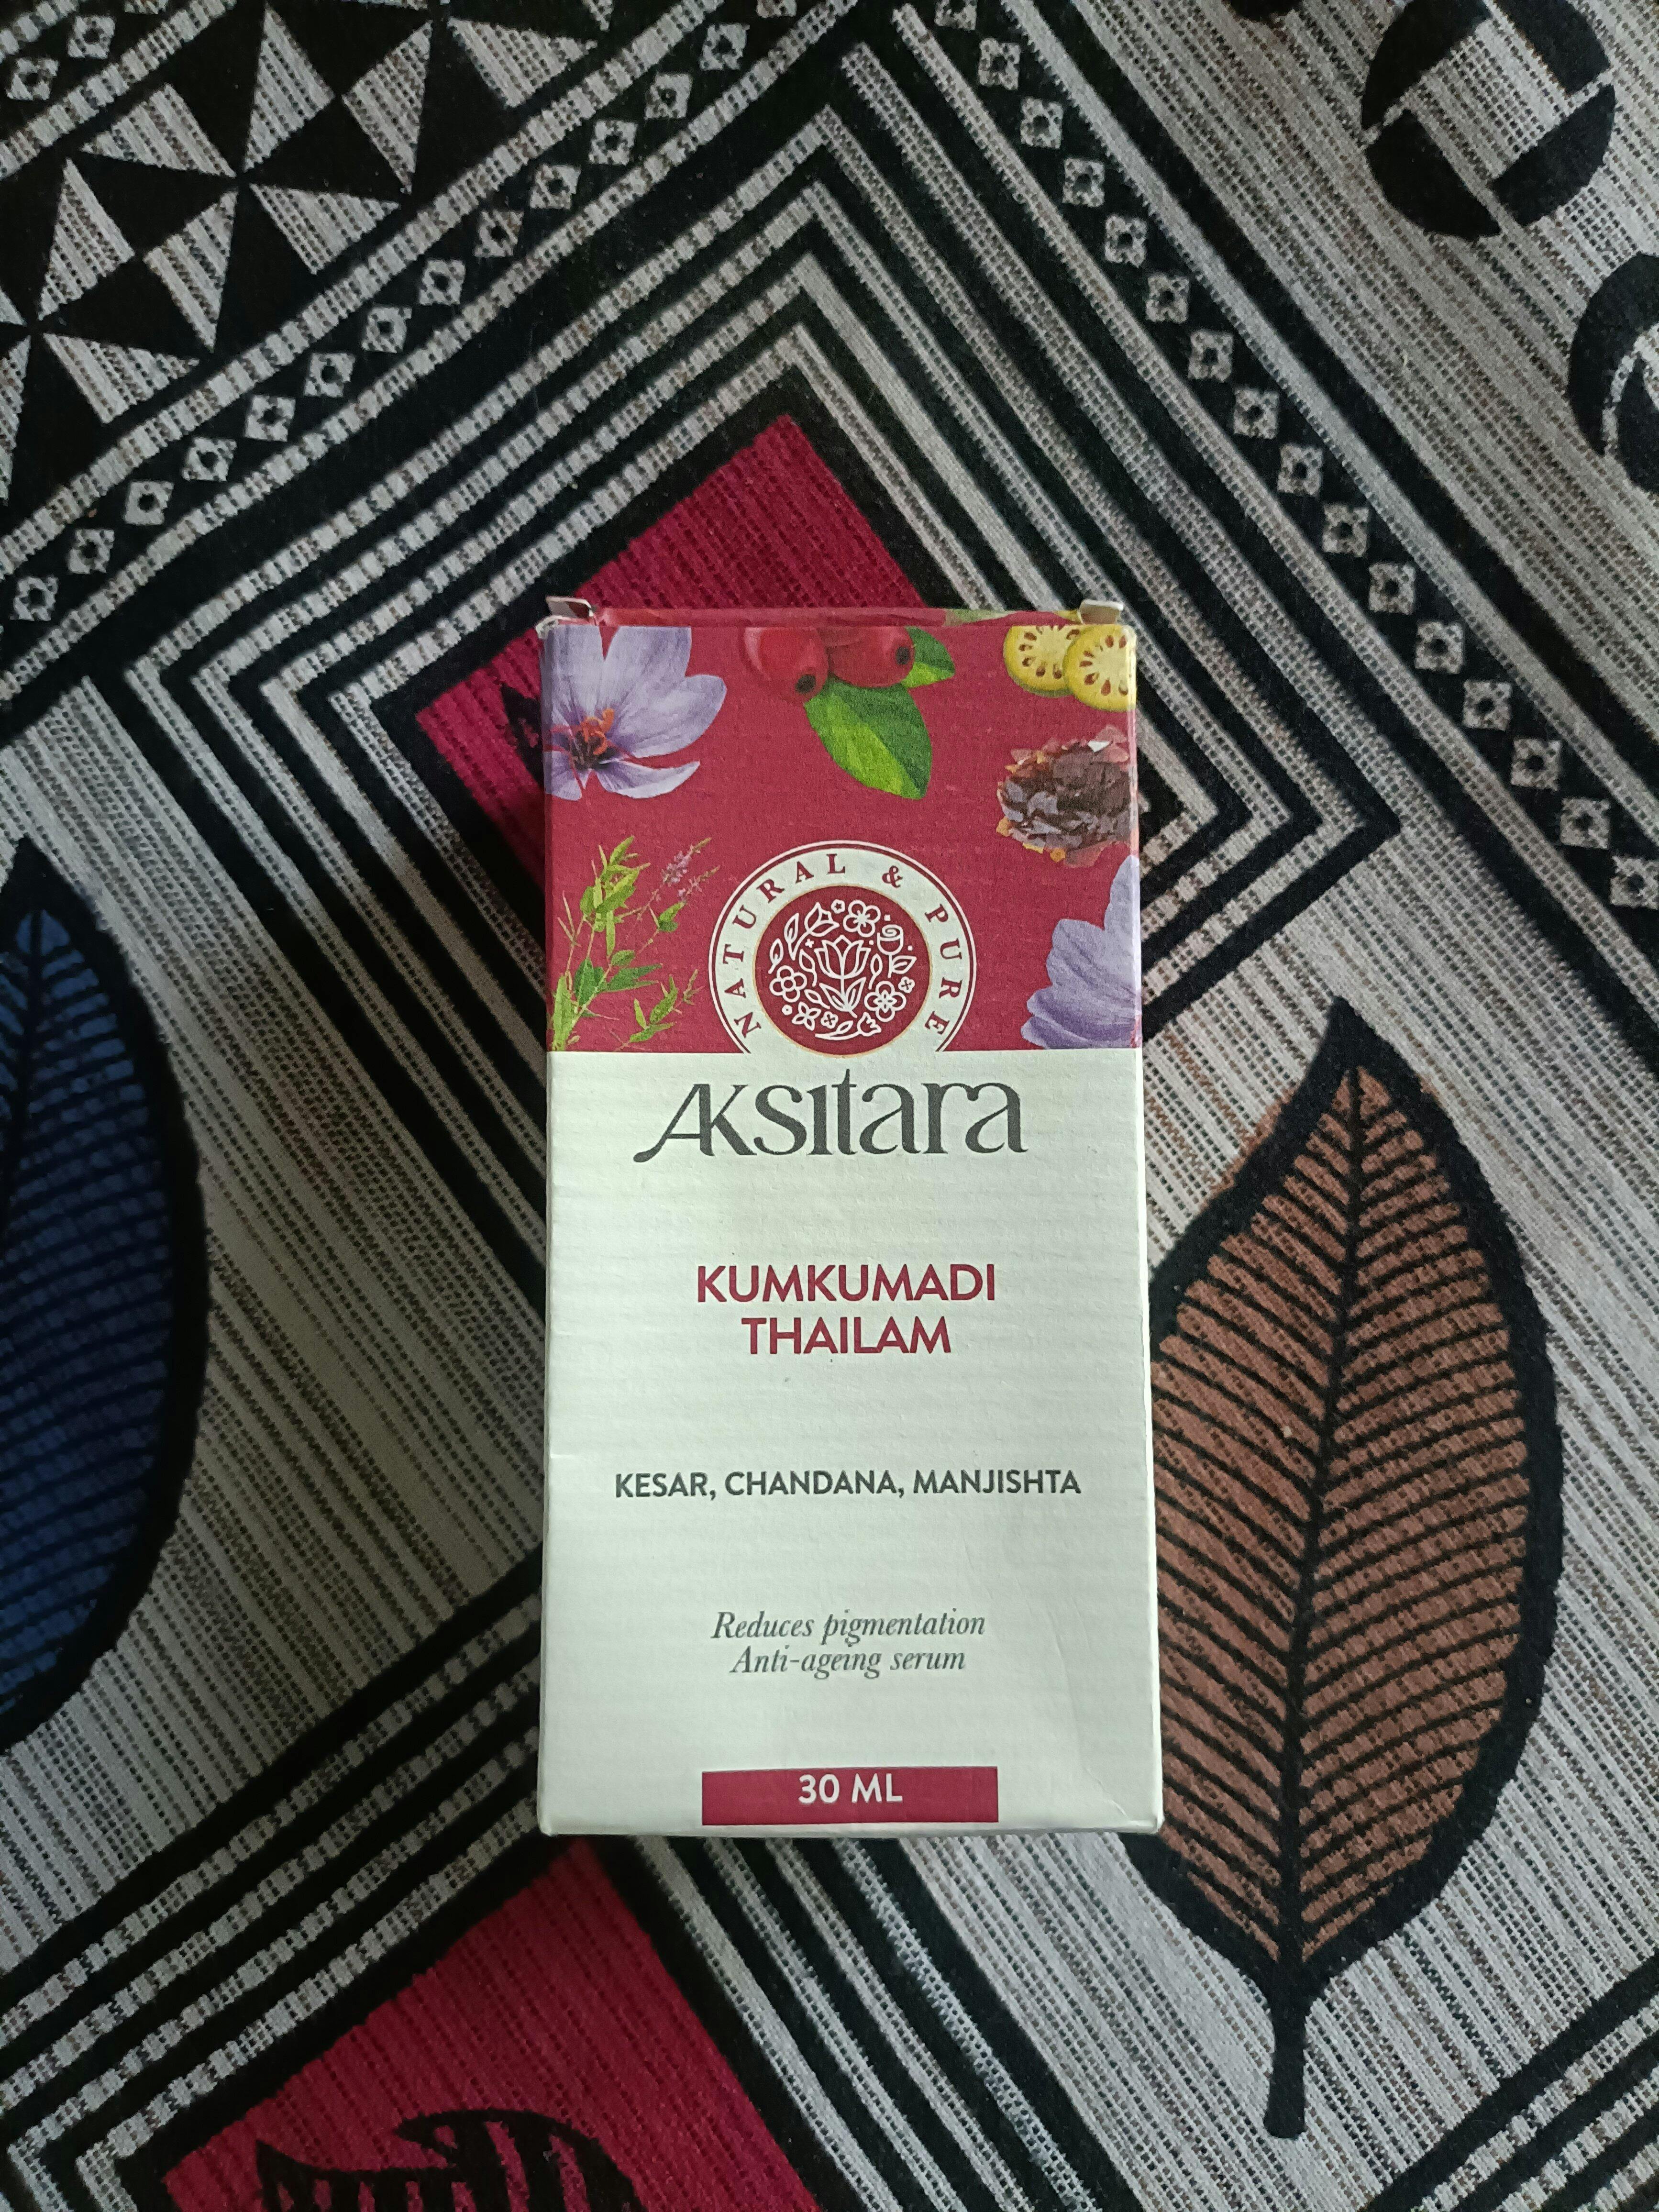 NATURAL & PURE
AKsitara
KUMKUMADI
THAILAM
KESAR, CHANDANA, MANJISHTA
Reduces pigmentation
Anti-ageing serum
30 ML